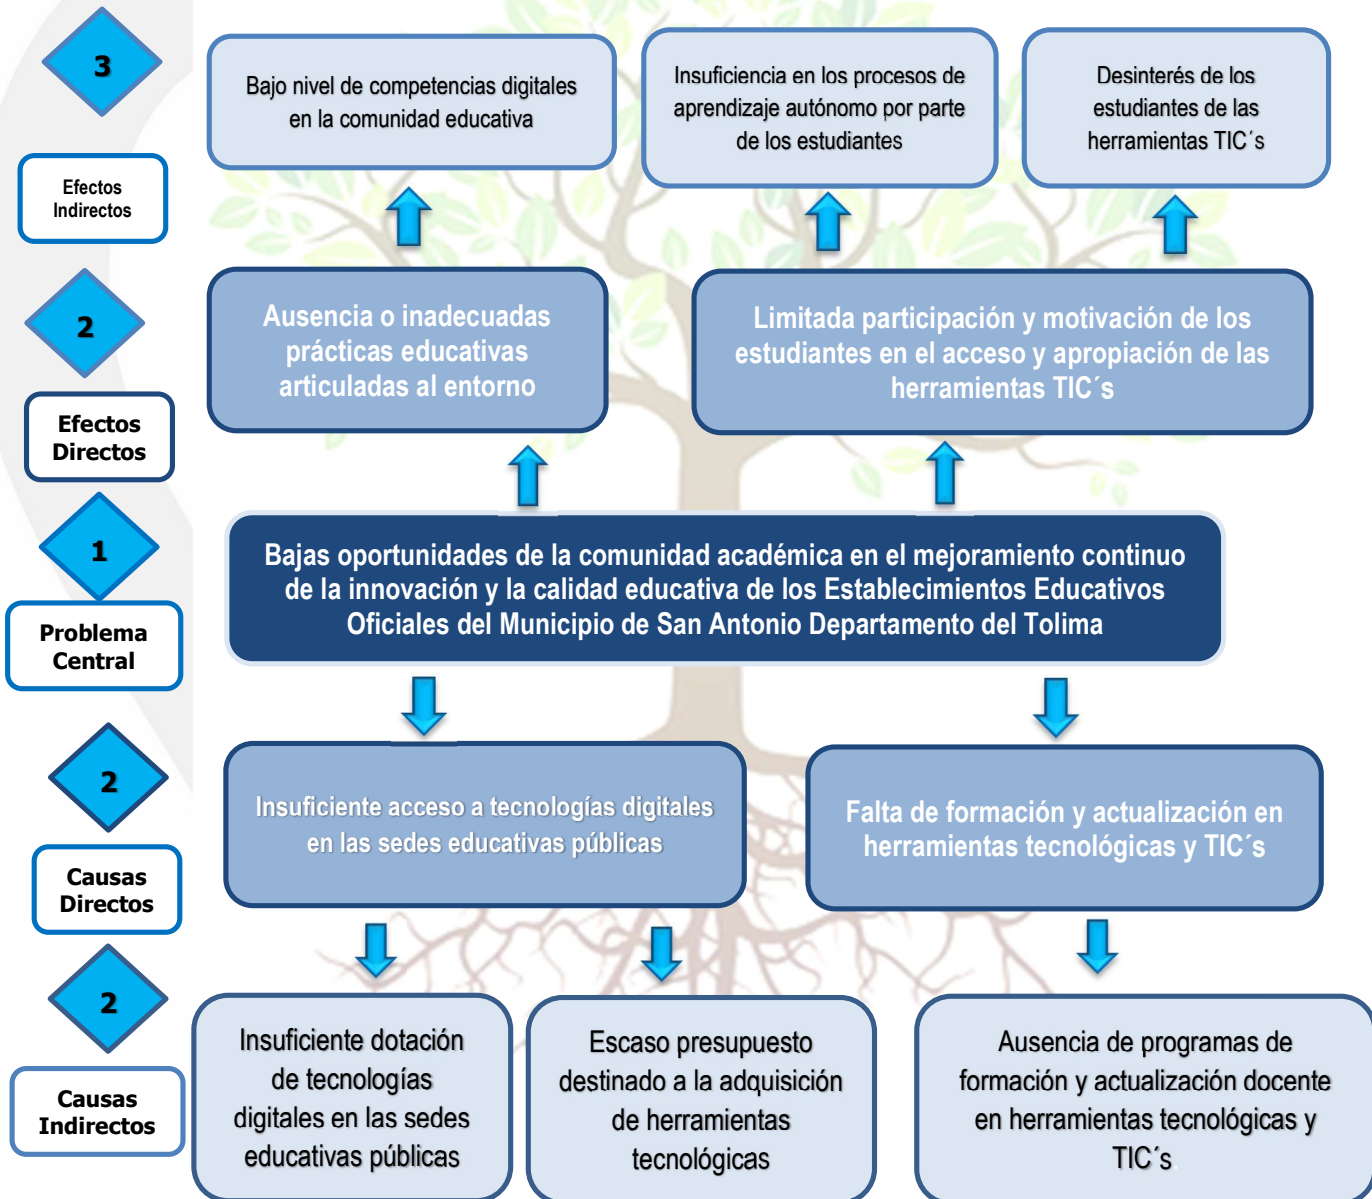 3
Bajo nivel de competencias digitales
en la comunidad educativa
Insuficiencia en los procesos de
aprendizaje autónomo por parte
de los estudiantes
Desinterés de los
estudiantes de las
herramientas TIC´s
Efectos
Indirectos
2
Ausencia o inadecuadas
prácticas educativas
articuladas al entorno
Limitada participación y motivación de los
estudiantes en el acceso y apropiación de las
herramientas TIC´s
Efectos
Directos
1
Bajas oportunidades de la comunidad académica en el mejoramiento continuo
de la innovación y la calidad educativa de los Establecimientos Educativos
Oficiales del Municipio de San Antonio Departamento del Tolima
Problema
Central
2
Insuficiente acceso a tecnologías digitales
en las sedes educativas públicas
Falta de formación y actualización en
herramientas tecnológicas y TIC´s
Causas
Directos
2
Insuficiente dotación
de tecnologías
digitales en las sedes
educativas públicas
Escaso presupuesto
destinado a la adquisición
de herramientas
tecnológicas
Ausencia de programas de
formación y actualización docente
en herramientas tecnológicas y
TIC´s.
Causas
Indirectos